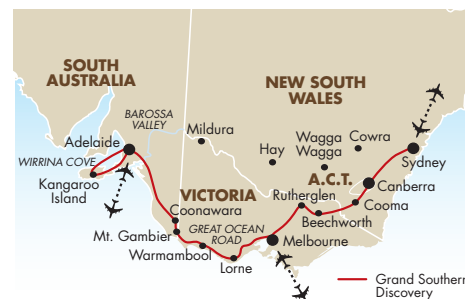 SOUTH
AUSTRALIA
NEW SOUTH
WALES
BAROSSA
VALLEY
Mildura
Adelaide
WIRRINA COVE
Kangaroo
Island
Hay
Wagga
Wagga
Cowra
Sydney
A.C.T.
Canberra
VICTORIA
Rutherglen
Cooma
Coonawara
Beechworth
GREAT OCEAN
ROAD
Mt. Gambier
Melbourne
Warmambool
Lorne
Grand Southern
Discovery